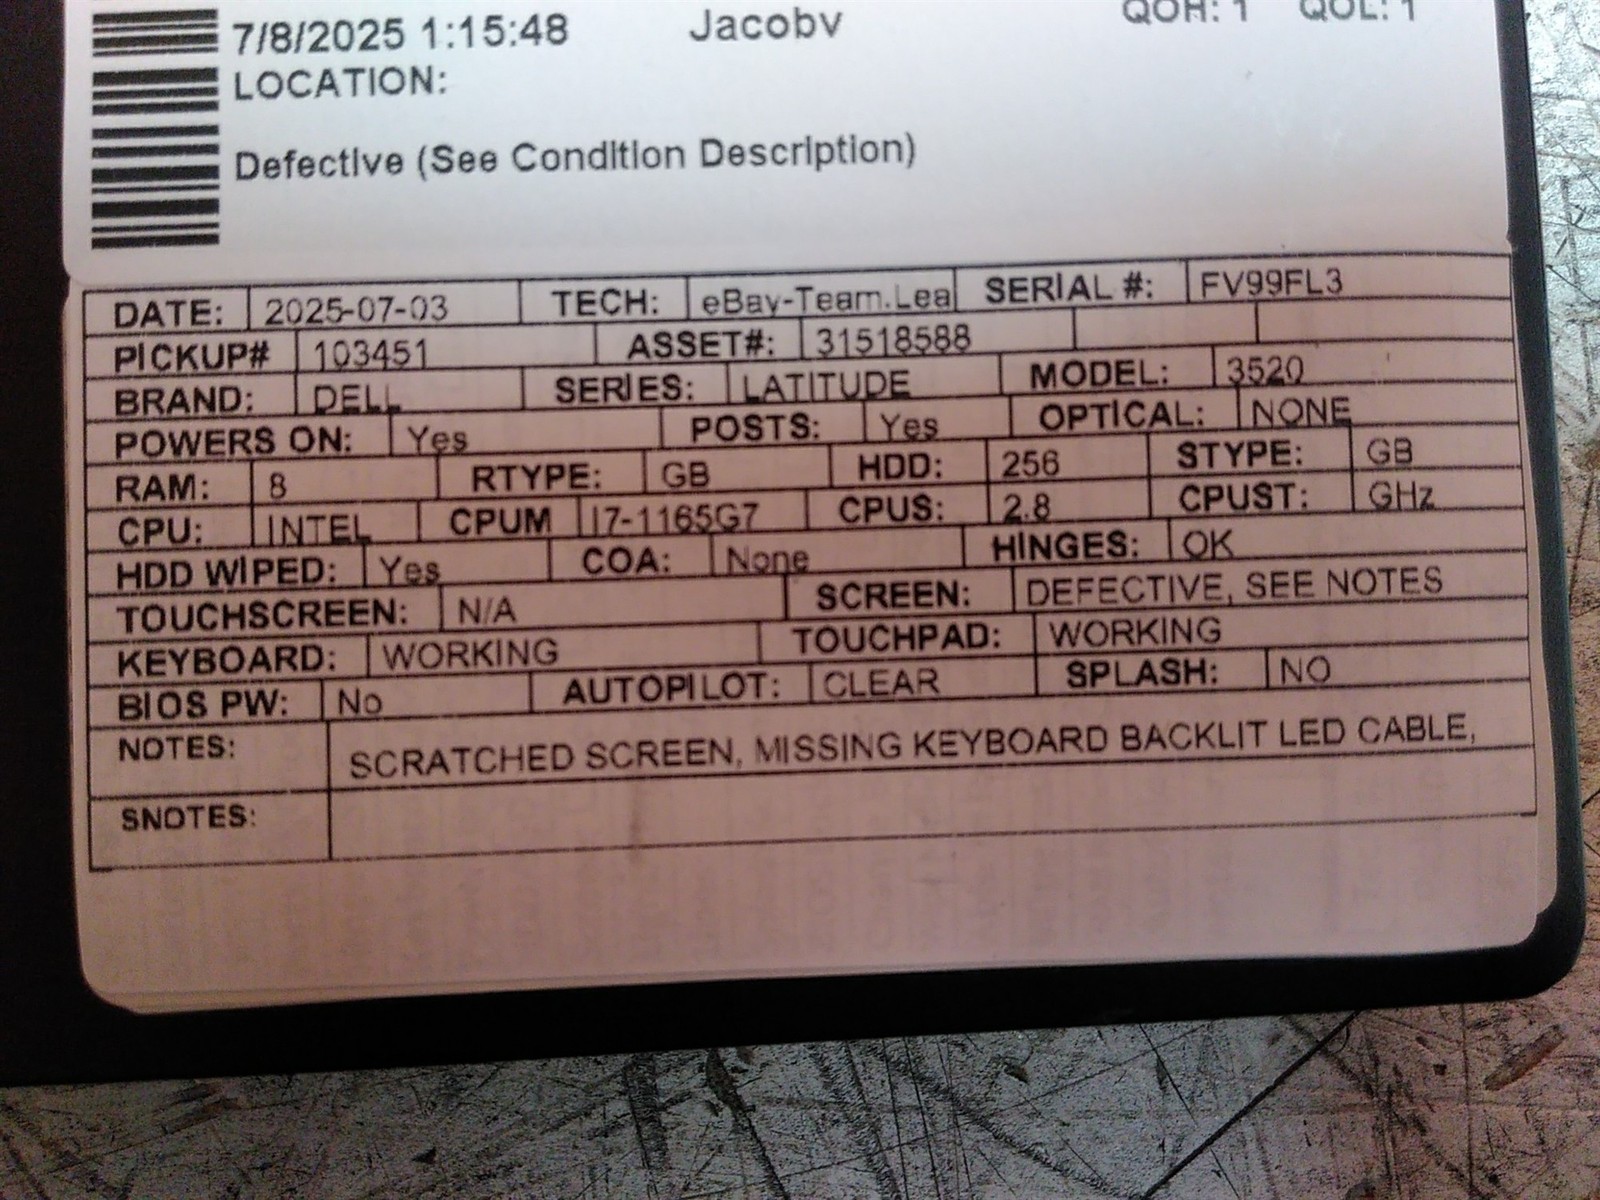 7/8/2025 1:15:48 Jacobv QOH: 1 QOL: 1
LOCATION:
Defective (See Condition Description)
DATE: 2025-07-03 TECH: eBay-Team.Lea SERIAL #: FV99FL3
PICKUP# 103451 ASSET#: 31518588
BRAND: DELL SERIES: LATITUDE MODEL: 3520
POWERS ON: Yes POSTS: Yes OPTICAL: NONE
RAM: 8 RTYPE: GB HDD: 256 STYPE: GB
CPU: INTEL CPUM I7-1165G7 CPUS: 2.8 CPUST: GHz
HDD WIPED: Yes COA: None HINGES: OK
TOUCHSCREEN: N/A SCREEN: DEFECTIVE, SEE NOTES
KEYBOARD: WORKING TOUCHPAD: WORKING
BIOS PW: No AUTOPILOT: CLEAR SPLASH: NO
NOTES: SCRATCHED SCREEN, MISSING KEYBOARD BACKLIT LED CABLE,
SNOTES: